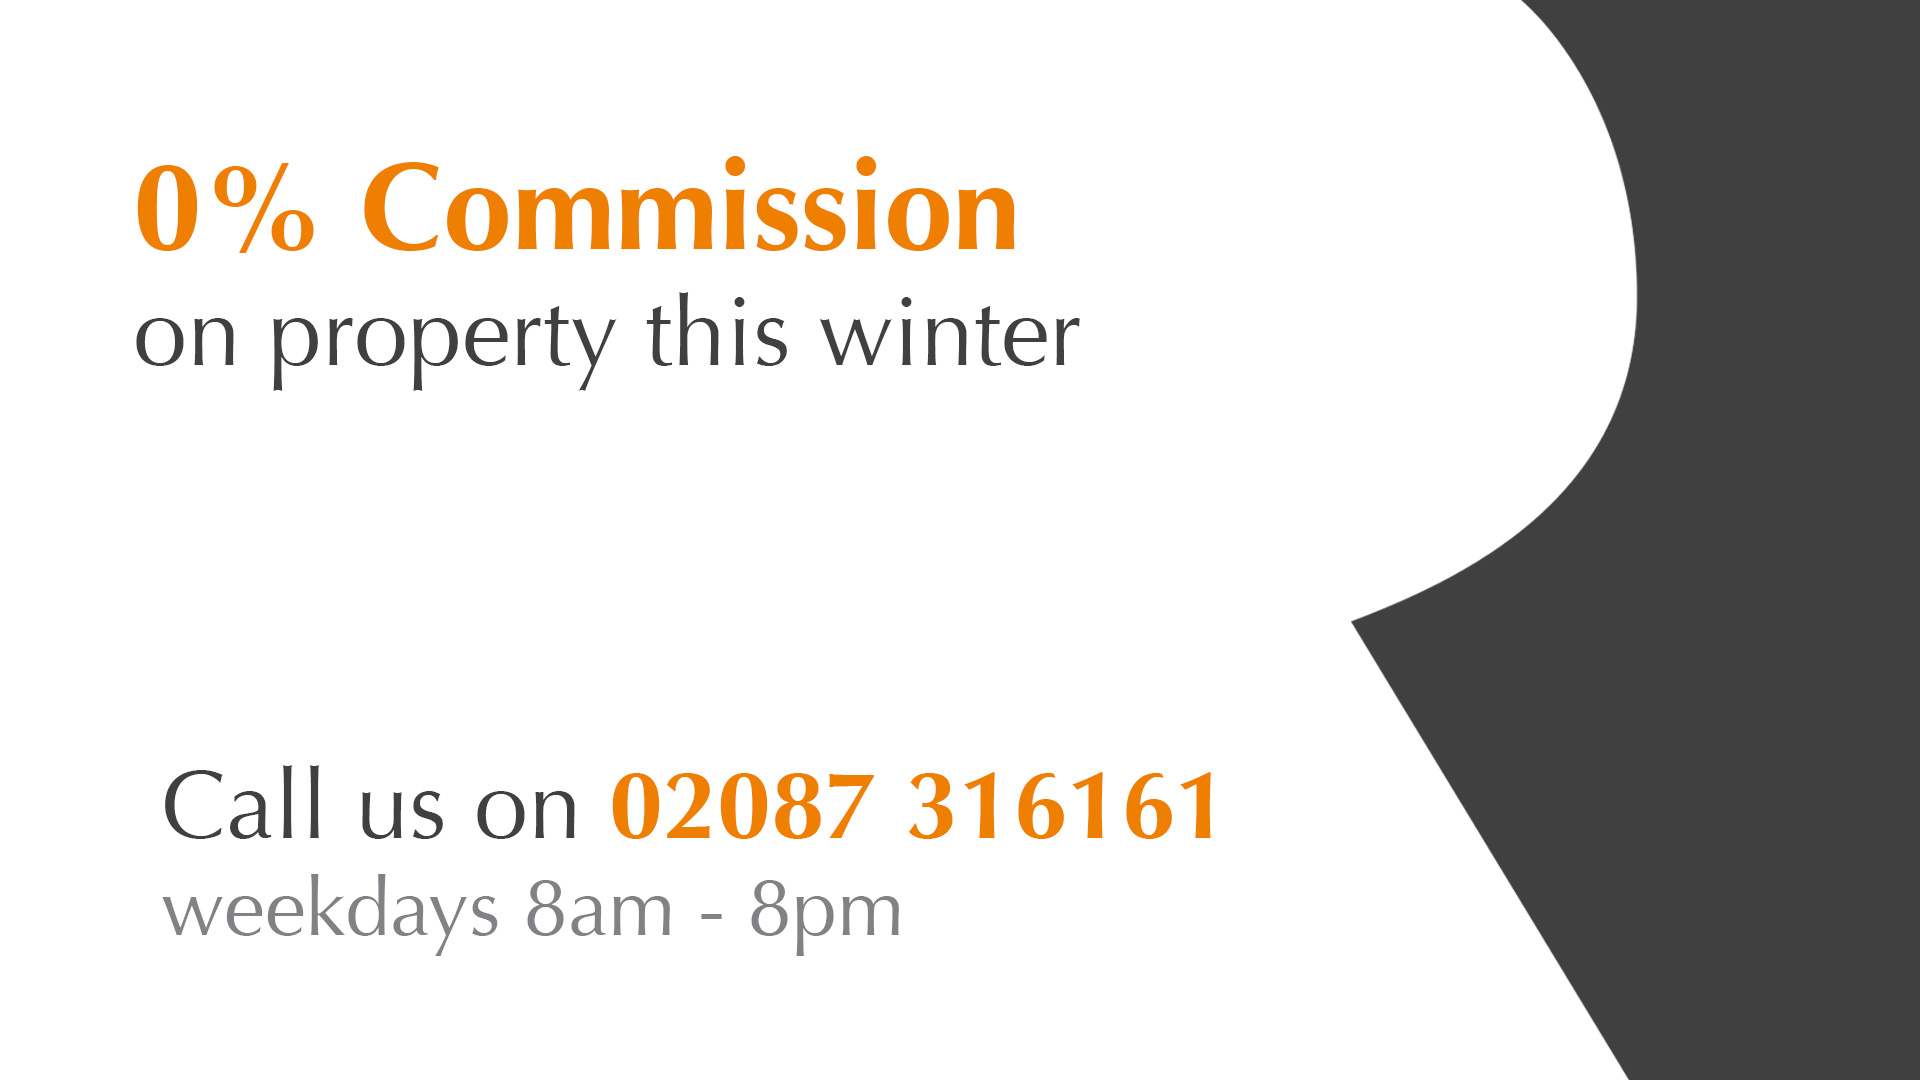 0% Commission
on property this winter
Call us on 02087 316161
weekdays 8am - 8pm